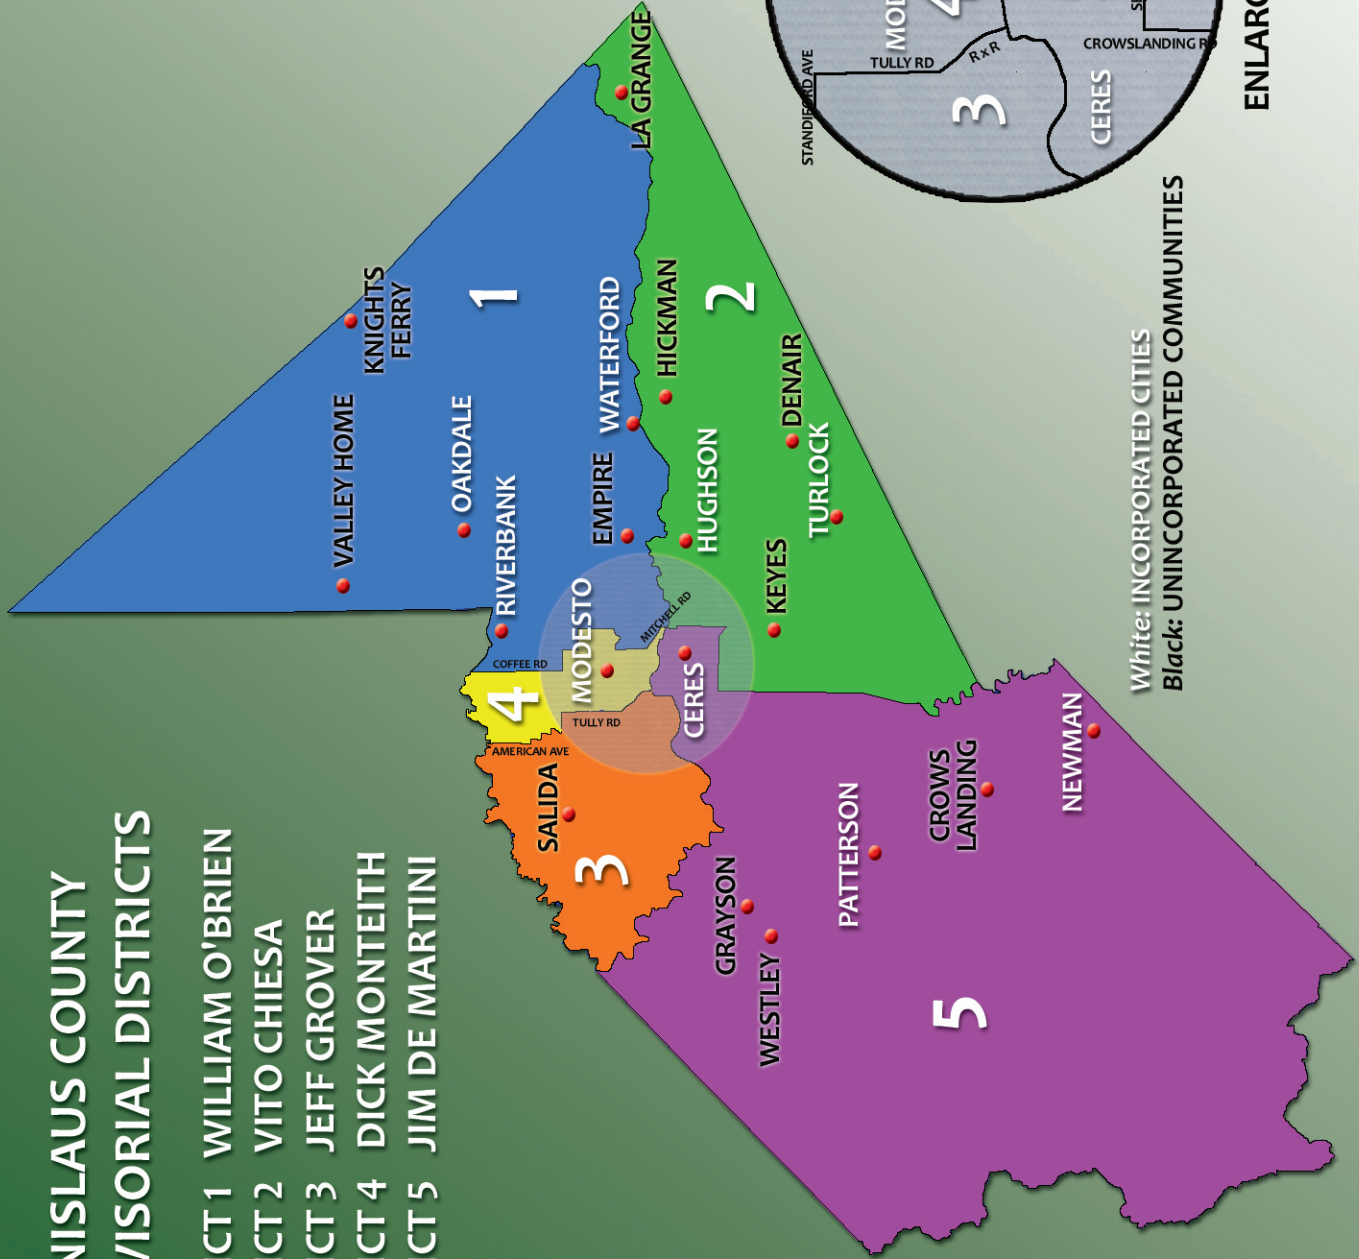 NISLAUS COUNTY
VISORIAL DISTRICTS
CT 1 WILLIAM O'BRIEN
CT 2 VITO CHIESA
CT 3 JEFF GROVER
CT 4 DICK MONTEITH
CT 5 JIM DE MARTINI
VALLEY HOME
KNIGHTS
FERRY
OAKDALE
1
RIVERBANK
COFFEE RD
4
AMERICAN AVE
SALIDA
3
MODESTO
TULLY RD
EMPIRE
WATERFORD
LA GRANGE
MITCHELL RD
HICKMAN
CERES
HUGHSON
2
GRAYSON
WESTLEY
KEYES
DENAIR
TURLOCK
PATTERSON
CROWS
LANDING
5
NEWMAN
STANDIFORD AVE
TULLY RD
MOD
4
RxR
3
CROWSLANDING RD
CERES
White: INCORPORATED CITIES
Black: UNINCORPORATED COMMUNITIES
ENLARG